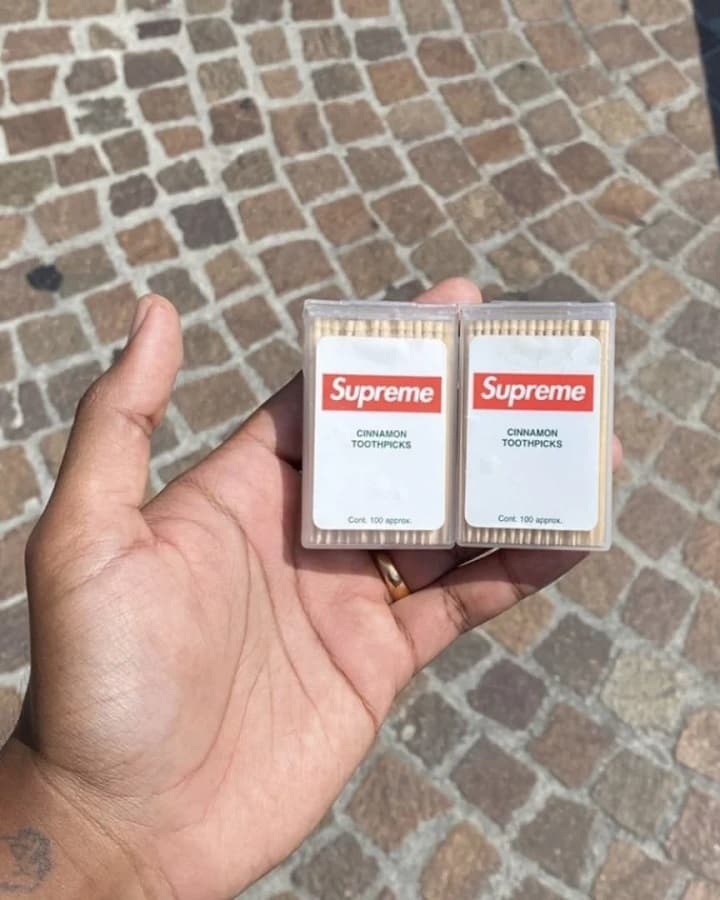 Supreme
CINNAMON
TOOTHPICKS
Cont. 100 approx.
Supreme
CINNAMON
TOOTHPICKS
Cont. 100 approx.